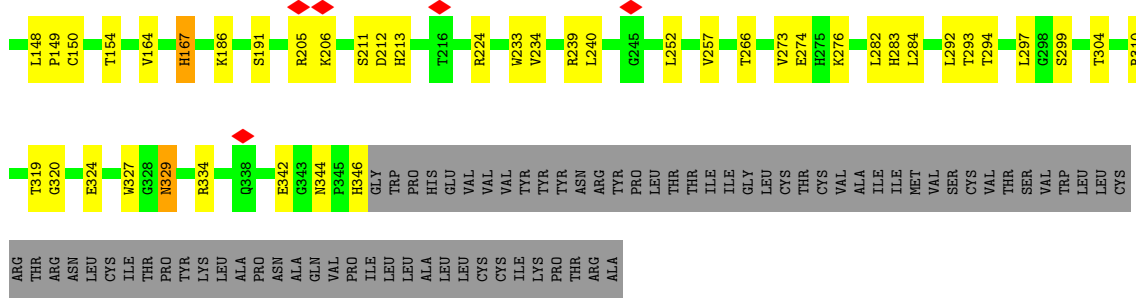 L148 P149 C150 T154 V164 H167 K186 S191 R205 K206 S211 D212 H213 T216 R224 W233 V234 R239 L240 G245 L252 V257 T266 V273 E274 H275 K276 L282 H283 L284 L292 T293 T294 L297 G298 S299 T304
T319 G320 E324 W327 G328 N329 R334 Q338 E342 G343 N344 P345 H346 GLY TRP PRO HIS GLU VAL VAL VAL TYR TYR TYR ASN ARG TYR PRO LEU THR THR ILE ILE GLY LEU CYS THR CYS VAL ALA ILE ILE MET VAL SER CYS VAL THR SER VAL TRP LEU LEU CYS
ARG THR ARG ASN LEU CYS ILE THR PRO TYR LYS LEU ALA PRO ASN ALA GLN VAL PRO ILE LEU LEU ALA LEU LEU CYS CYS ILE LYS PRO THR ARG ALA